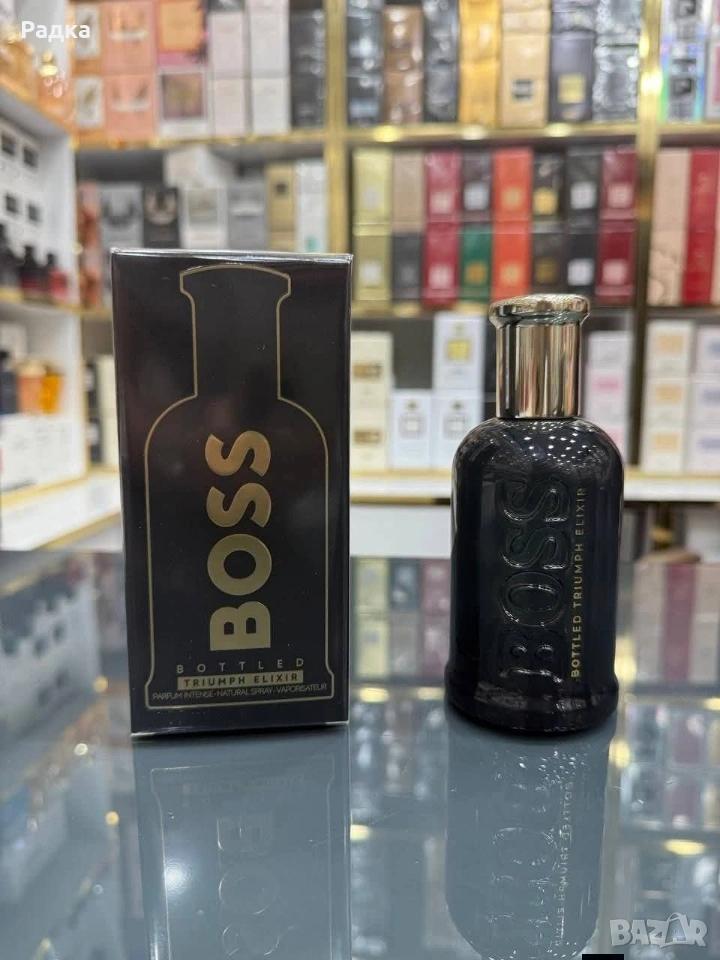 Радка
BOSS
BOTTLED
TRIUMPH ELIXIR
PARFUM INTENSE-NATURAL SPRAY-VAPORISATEUR
BOSS
BOTTLED TRIUMPH ELIXIR
BAZAR